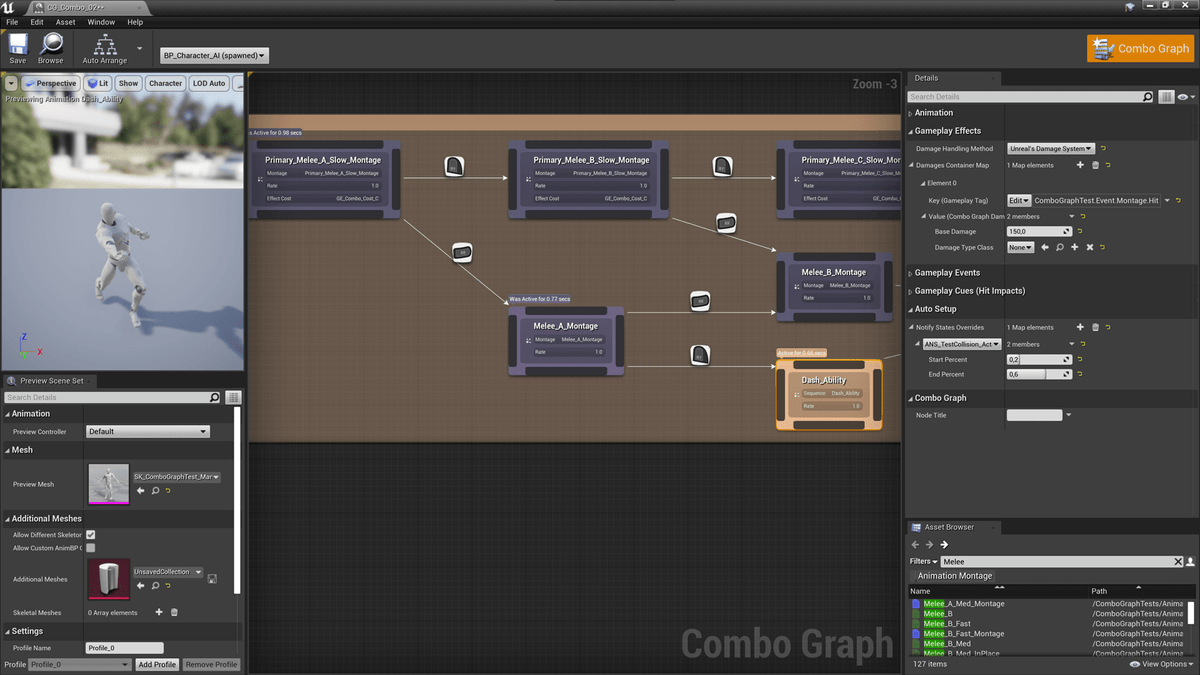 CG_Combo_02**
File Edit Asset Window Help
Save Browse Auto Arrange BP_Character_AI (spawned) Combo Graph
Perspective Lit Show Character LOD Auto
Previewing Animation Dash_Ability
Zoom -3
s Active for 0.98 secs
Primary_Melee_A_Slow_Montage
Montage Primary_Melee_A_Slow_Montage
Rate 1.0
Effect Cost GE_Combo_Cost_C
Primary_Melee_B_Slow_Montage
Montage Primary_Melee_B_Slow_Montage
Rate 1.0
Effect Cost GE_Combo_Cost_C
Primary_Melee_C_Slow_Mon
Montage Primary_Melee_C_Slow_M
Rate
Effect Cost GE_Combo_C
Melee_B_Montage
Montage Melee_B_Montage
Rate 1.0
Was Active for 0.77 secs
Melee_A_Montage
Montage Melee_A_Montage
Rate 1.0
Active for 0.68 secs
Dash_Ability
Sequence Dash_Ability
Rate 1.0
Combo Graph
Z
X
Preview Scene Set
Search Details
Animation
Preview Controller Default
Mesh
Preview Mesh SK_ComboGraphTest_Mar
Additional Meshes
Allow Different Skeletor
Allow Custom AnimBP C
Additional Meshes UnsavedCollection
Skeletal Meshes 0 Array elements
Settings
Profile Name Profile_0
Profile Profile_0 Add Profile Remove Profile
Details
Search Details
Animation
Gameplay Effects
Damage Handling Method Unreal's Damage System
Damages Container Map 1 Map elements
Element 0
Key (Gameplay Tag) Edit ComboGraphTest.Event.Montage.Hit
Value (Combo Graph Dam 2 members
Base Damage 150,0
Damage Type Class None
Gameplay Events
Gameplay Cues (Hit Impacts)
Auto Setup
Notify States Overrides 1 Map elements
ANS_TestCollision_Act 2 members
Start Percent 0,2
End Percent 0,6
Combo Graph
Node Title
Asset Browser
Filters Melee
Animation Montage
Name Path
Melee_A_Med_Montage /ComboGraphTests/Anima
Melee_B /ComboGraphTests/Anima
Melee_B_Fast /ComboGraphTests/Anima
Melee_B_Fast_Montage /ComboGraphTests/Anima
Melee_B_Med /ComboGraphTests/Anima
Melee_B_Med_InPlace /ComboGraphTests/Anima
127 items View Options